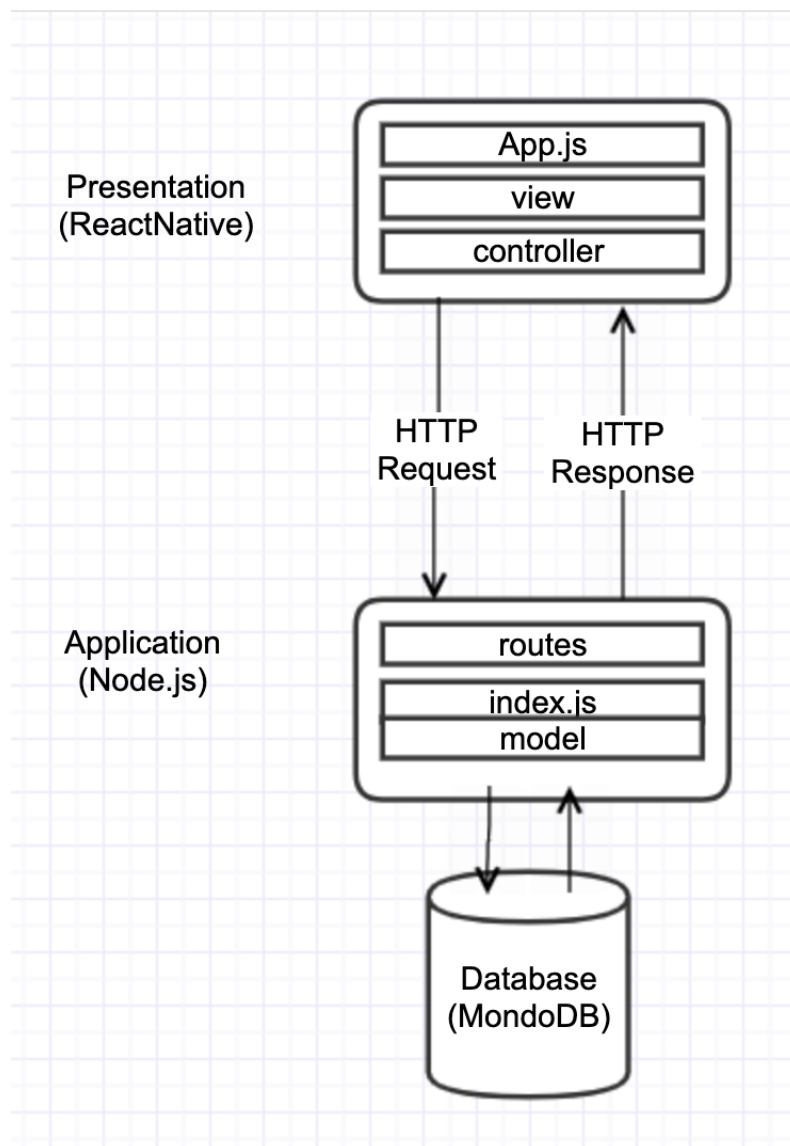 App.js
Presentation
(ReactNative)
view
controller
HTTP
Request
HTTP
Response
Application
(Node.js)
routes
index.js
model
Database
(MondoDB)